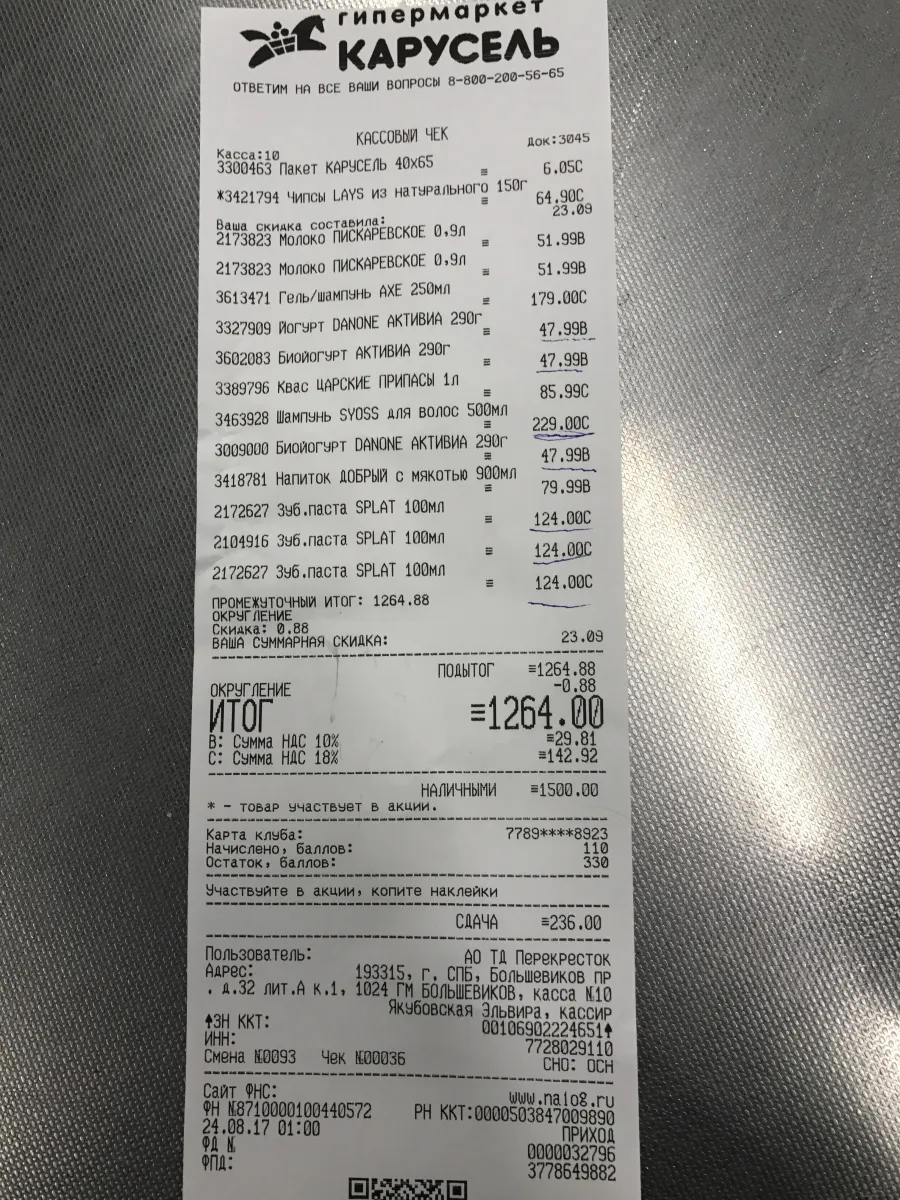 гипермаркет
КАРУСЕЛЬ
ОТВЕТИМ НА ВСЕ ВАШИ ВОПРОСЫ 8-800-200-56-65
КАССОВЫЙ ЧЕК
Касса:10 Док:3045
3300463 Пакет КАРУСЕЛЬ 40х65
≡ 6.05С
*3421794 Чипсы LAYS из натурального 150г
≡ 64.90С
Ваша скидка составила: 23.09
2173823 Молоко ПИСКАРЕВСКОЕ 0,9л
≡ 51.99В
2173823 Молоко ПИСКАРЕВСКОЕ 0,9л
≡ 51.99В
3613471 Гель/шампунь AXE 250мл
≡ 179.00С
3327909 Йогурт DANONE АКТИВИА 290г
≡ 47.99В
3602083 Биойогурт АКТИВИА 290г
≡ 47.99В
3389796 Квас ЦАРСКИЕ ПРИПАСЫ 1л
≡ 85.99С
3463928 Шампунь SYOSS для волос 500мл
≡ 229.00С
3009000 Биойогурт DANONE АКТИВИА 290г
≡ 47.99В
3418781 Напиток ДОБРЫЙ с мякотью 900мл
≡ 79.99В
2172627 Зуб.паста SPLAT 100мл
≡ 124.00С
2104916 Зуб.паста SPLAT 100мл
≡ 124.00С
2172627 Зуб.паста SPLAT 100мл
≡ 124.00С
ПРОМЕЖУТОЧНЫЙ ИТОГ: 1264.88
ОКРУГЛЕНИЕ
Скидка: 0.88
ВАША СУММАРНАЯ СКИДКА: 23.09
ПОДЫТОГ ≡1264.88
ОКРУГЛЕНИЕ -0.88
ИТОГ ≡1264.00
В: Сумма НДС 10% ≡29.81
С: Сумма НДС 18% ≡142.92
НАЛИЧНЫМИ ≡1500.00
* - товар участвует в акции.
Карта клуба: 7789****8923
Начислено, баллов: 110
Остаток, баллов: 330
Участвуйте в акции, копите наклейки
СДАЧА ≡236.00
Пользователь: АО ТД Перекресток
Адрес: 193315, г. СПБ, Большевиков пр
. д.32 лит.А к.1, 1024 ГМ БОЛЬШЕВИКОВ, касса №10
Якубовская Эльвира, кассир
ЗН ККТ: 00106902224651
ИНН: 7728029110
Смена №0093 Чек №00036 СНО: ОСН
Сайт ФНС: www.nalog.ru
ФН №8710000100440572 РН ККТ:0000503847009890
24.08.17 01:00 ПРИХОД
ФД № 0000032796
ФПД: 3778649882